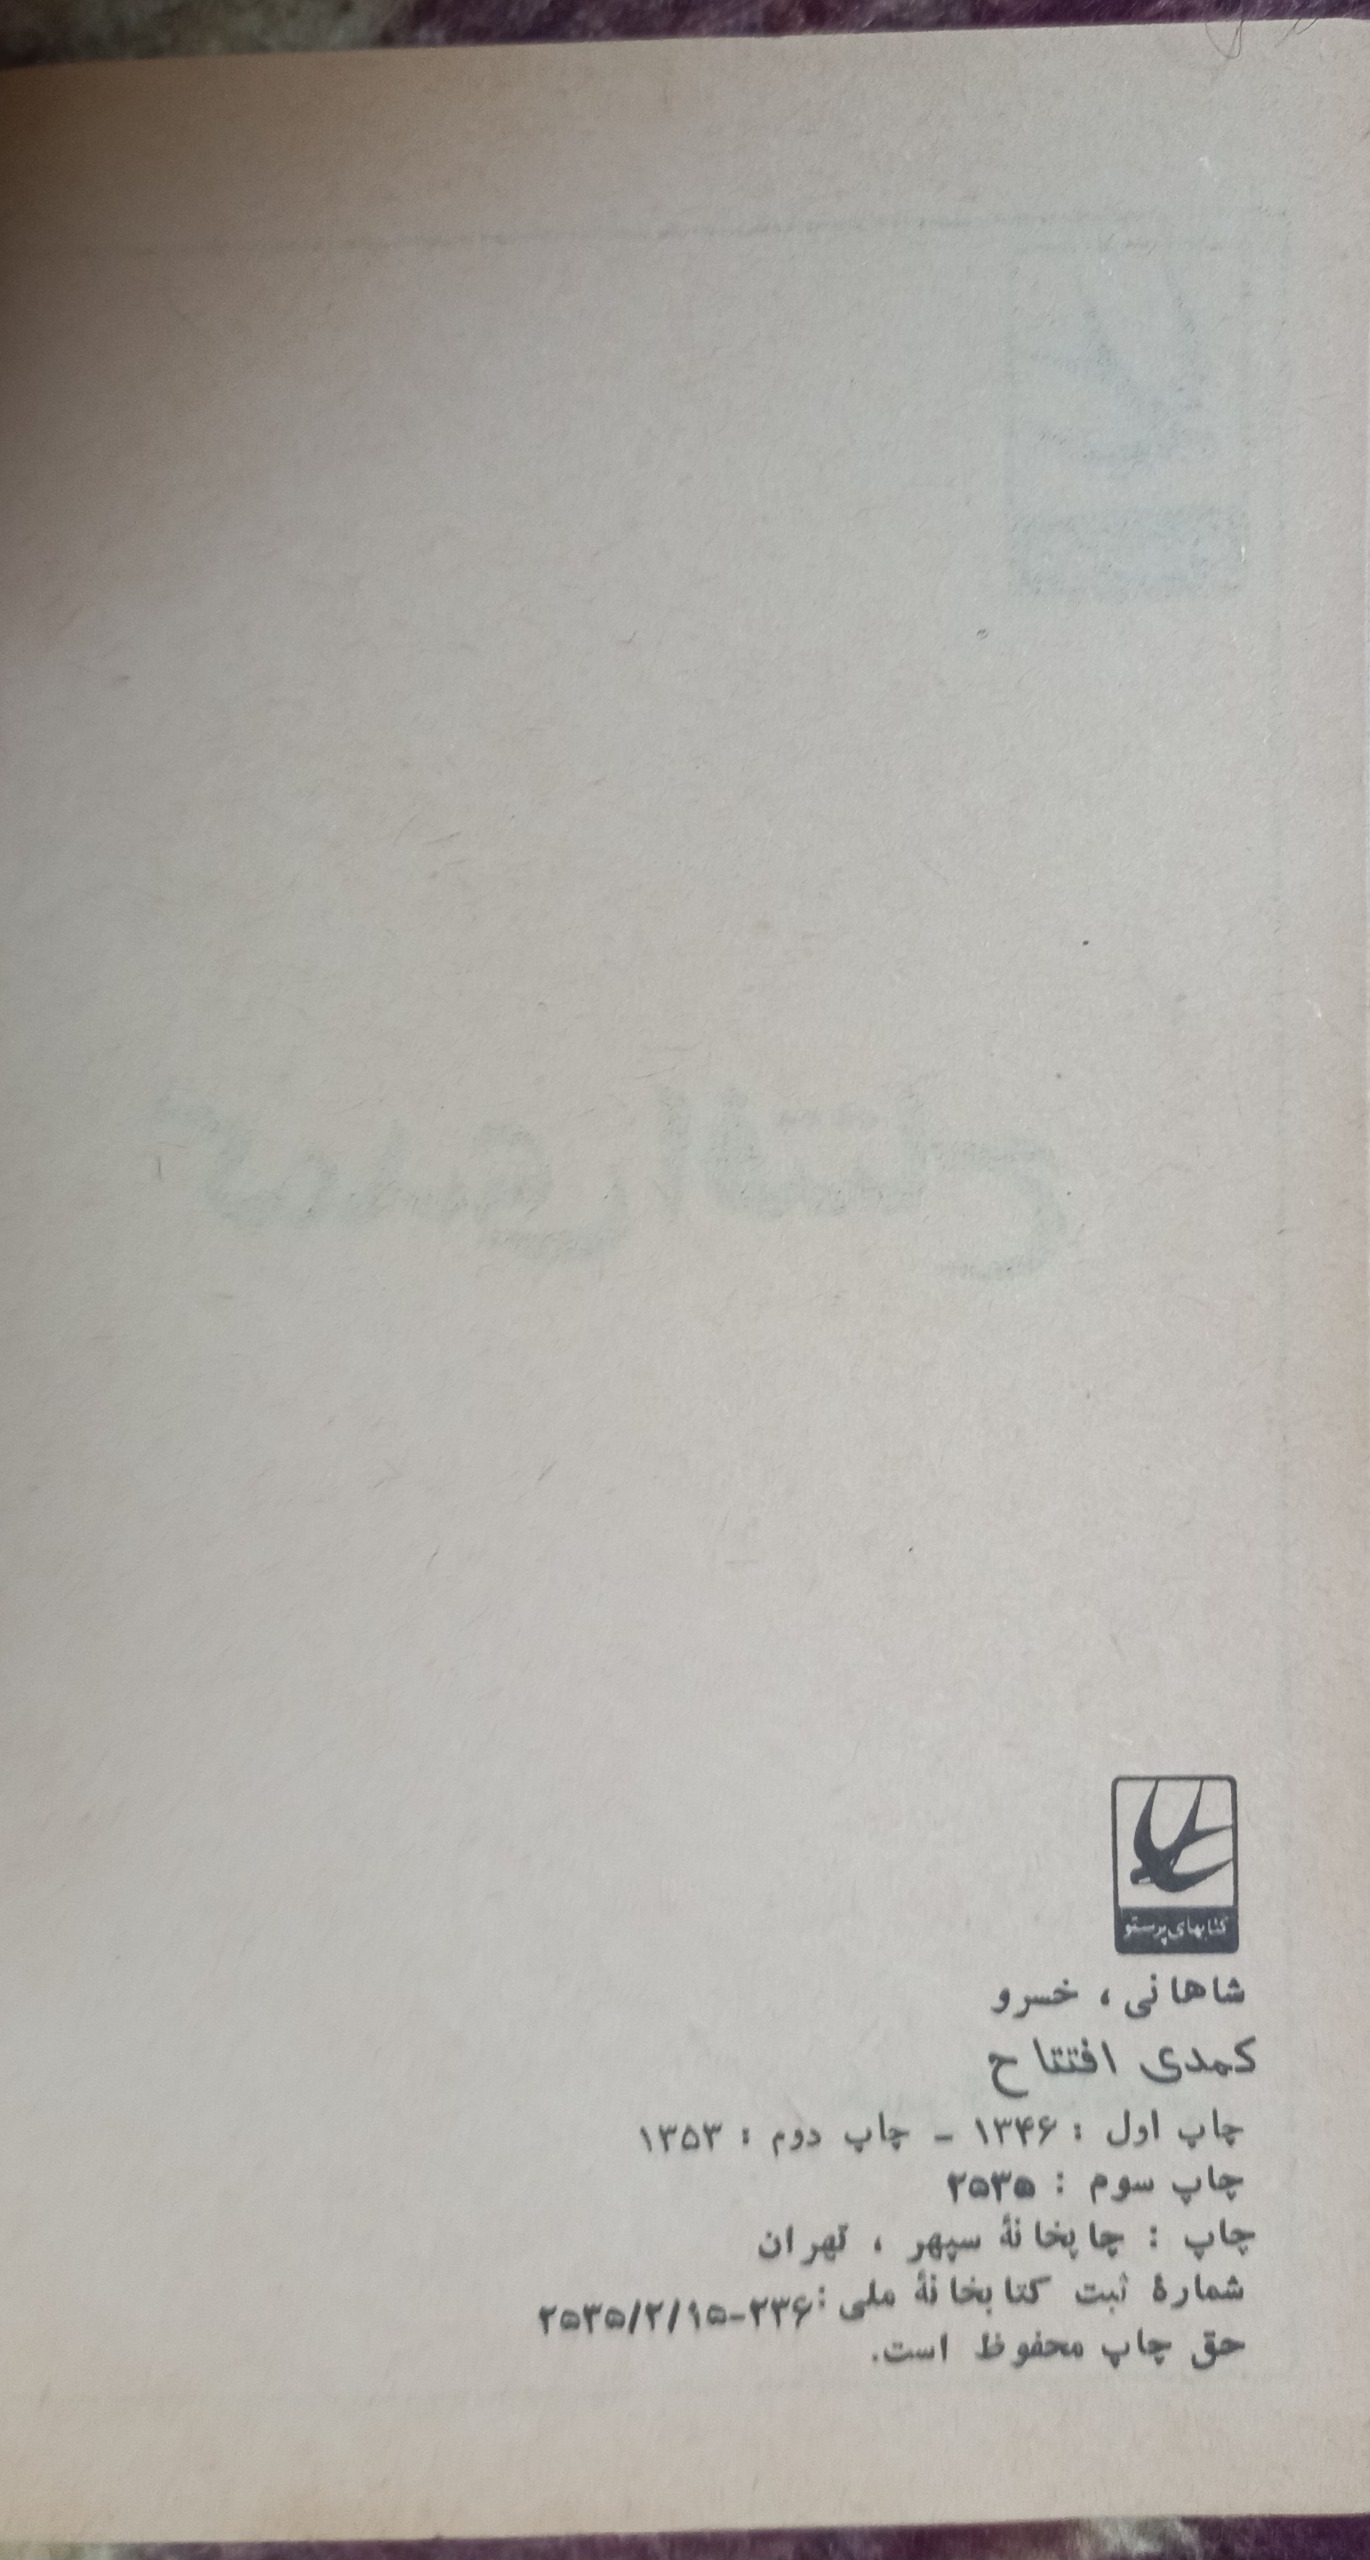 کتابهای پرستو
شاهانی ، خسرو
کمدی افتتاح
چاپ اول : ۱۳۴۶ - چاپ دوم : ۱۳۵۳
چاپ سوم : ۲۵۳۵
چاپ : چاپخانهٔ سپهر ، تهران
شمارهٔ ثبت کتابخانهٔ ملی : ۲۳۶-۲۵۳۵/۲/۱۵
حق چاپ محفوظ است.